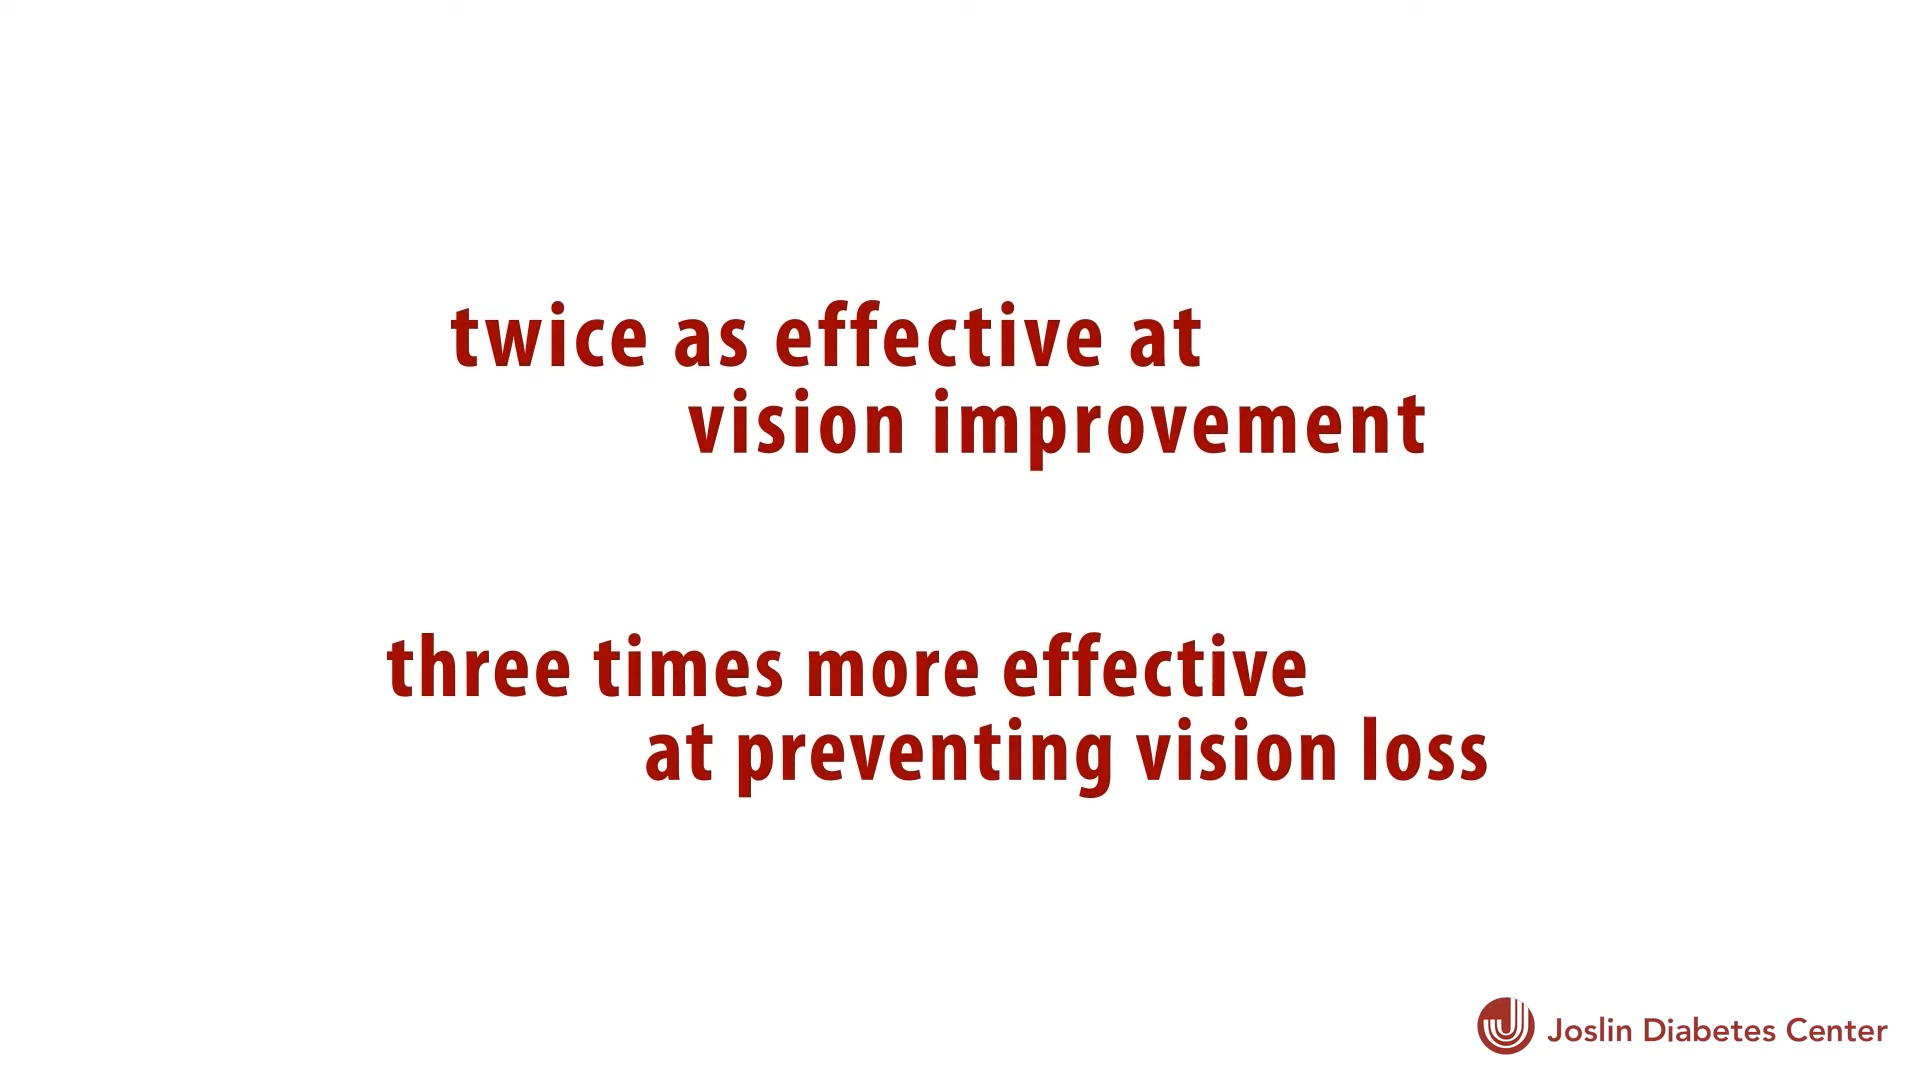 twice as effective at
vision improvement
three times more effective
at preventing vision loss
Joslin Diabetes Center